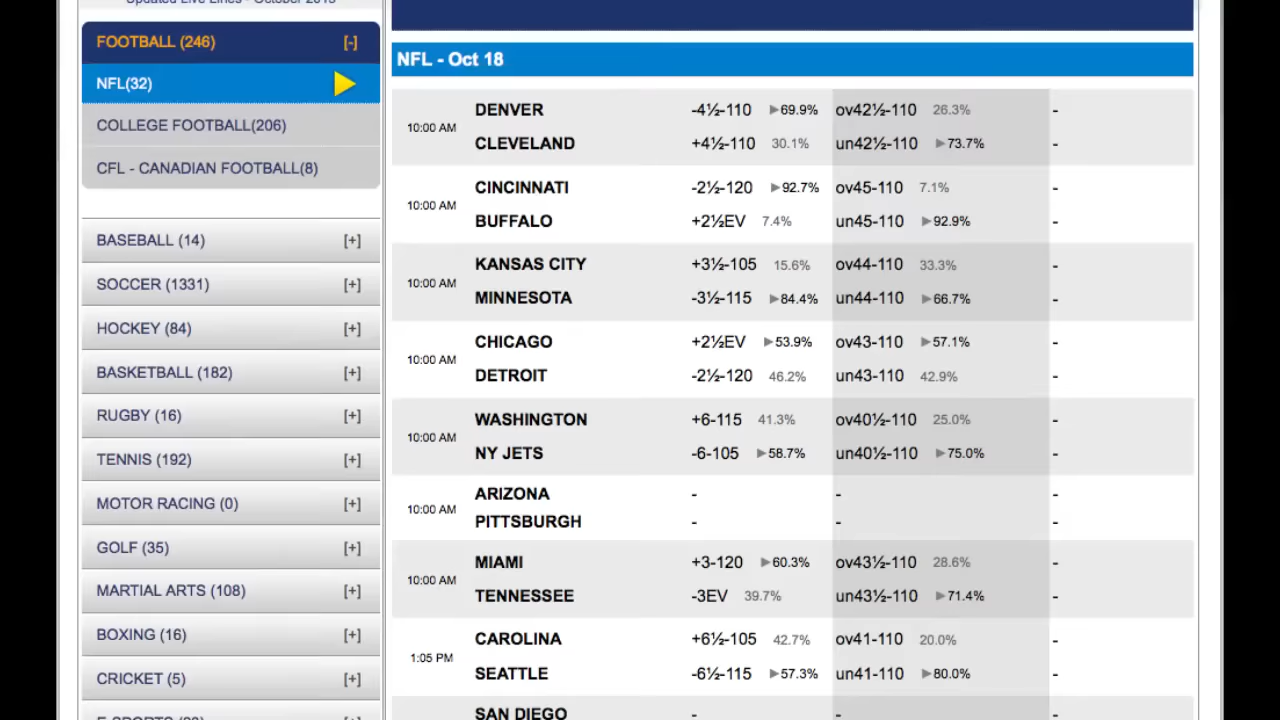 Updated Live Lines - October 2015
FOOTBALL (246) [-]
NFL(32)
COLLEGE FOOTBALL(206)
CFL - CANADIAN FOOTBALL(8)
BASEBALL (14) [+]
SOCCER (1331) [+]
HOCKEY (84) [+]
BASKETBALL (182) [+]
RUGBY (16) [+]
TENNIS (192) [+]
MOTOR RACING (0) [+]
GOLF (35) [+]
MARTIAL ARTS (108) [+]
BOXING (16) [+]
CRICKET (5) [+]
NFL - Oct 18
10:00 AM
DENVER -4½-110 ▶69.9% ov42½-110 26.3% -
CLEVELAND +4½-110 30.1% un42½-110 ▶73.7% -
10:00 AM
CINCINNATI -2½-120 ▶92.7% ov45-110 7.1% -
BUFFALO +2½EV 7.4% un45-110 ▶92.9% -
10:00 AM
KANSAS CITY +3½-105 15.6% ov44-110 33.3% -
MINNESOTA -3½-115 ▶84.4% un44-110 ▶66.7% -
10:00 AM
CHICAGO +2½EV ▶53.9% ov43-110 ▶57.1% -
DETROIT -2½-120 46.2% un43-110 42.9% -
10:00 AM
WASHINGTON +6-115 41.3% ov40½-110 25.0% -
NY JETS -6-105 ▶58.7% un40½-110 ▶75.0% -
10:00 AM
ARIZONA - - -
PITTSBURGH - - -
10:00 AM
MIAMI +3-120 ▶60.3% ov43½-110 28.6% -
TENNESSEE -3EV 39.7% un43½-110 ▶71.4% -
1:05 PM
CAROLINA +6½-105 42.7% ov41-110 20.0% -
SEATTLE -6½-115 ▶57.3% un41-110 ▶80.0% -
SAN DIEGO - - -